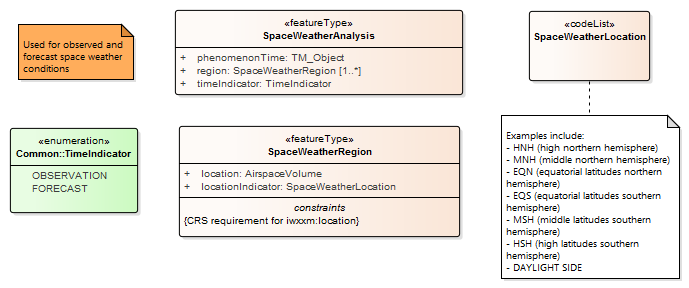 Used for observed and
forecast space weather
conditions
«featureType»
SpaceWeatherAnalysis
+ phenomenonTime: TM_Object
+ region: SpaceWeatherRegion [1..*]
+ timeIndicator: TimeIndicator
«codeList»
SpaceWeatherLocation
«enumeration»
Common::TimeIndicator
OBSERVATION
FORECAST
«featureType»
SpaceWeatherRegion
+ location: AirspaceVolume
+ locationIndicator: SpaceWeatherLocation
constraints
{CRS requirement for iwxxm:location}
Examples include:
- HNH (high northern hemisphere)
- MNH (middle northern hemisphere)
- EQN (equatorial latitudes northern
hemisphere)
- EQS (equatorial latitudes southern
hemisphere)
- MSH (middle latitudes southern
hemisphere)
- HSH (high latitudes southern
hemisphere)
- DAYLIGHT SIDE